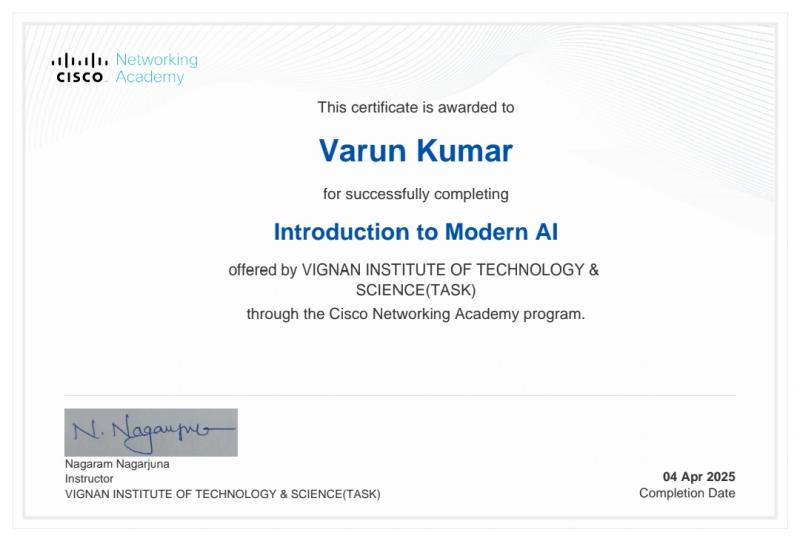 CISCO Networking Academy
This certificate is awarded to
Varun Kumar
for successfully completing
Introduction to Modern AI
offered by VIGNAN INSTITUTE OF TECHNOLOGY &
SCIENCE(TASK)
through the Cisco Networking Academy program.
N. Nagarjuna
Nagaram Nagarjuna
Instructor
VIGNAN INSTITUTE OF TECHNOLOGY & SCIENCE(TASK)
04 Apr 2025
Completion Date